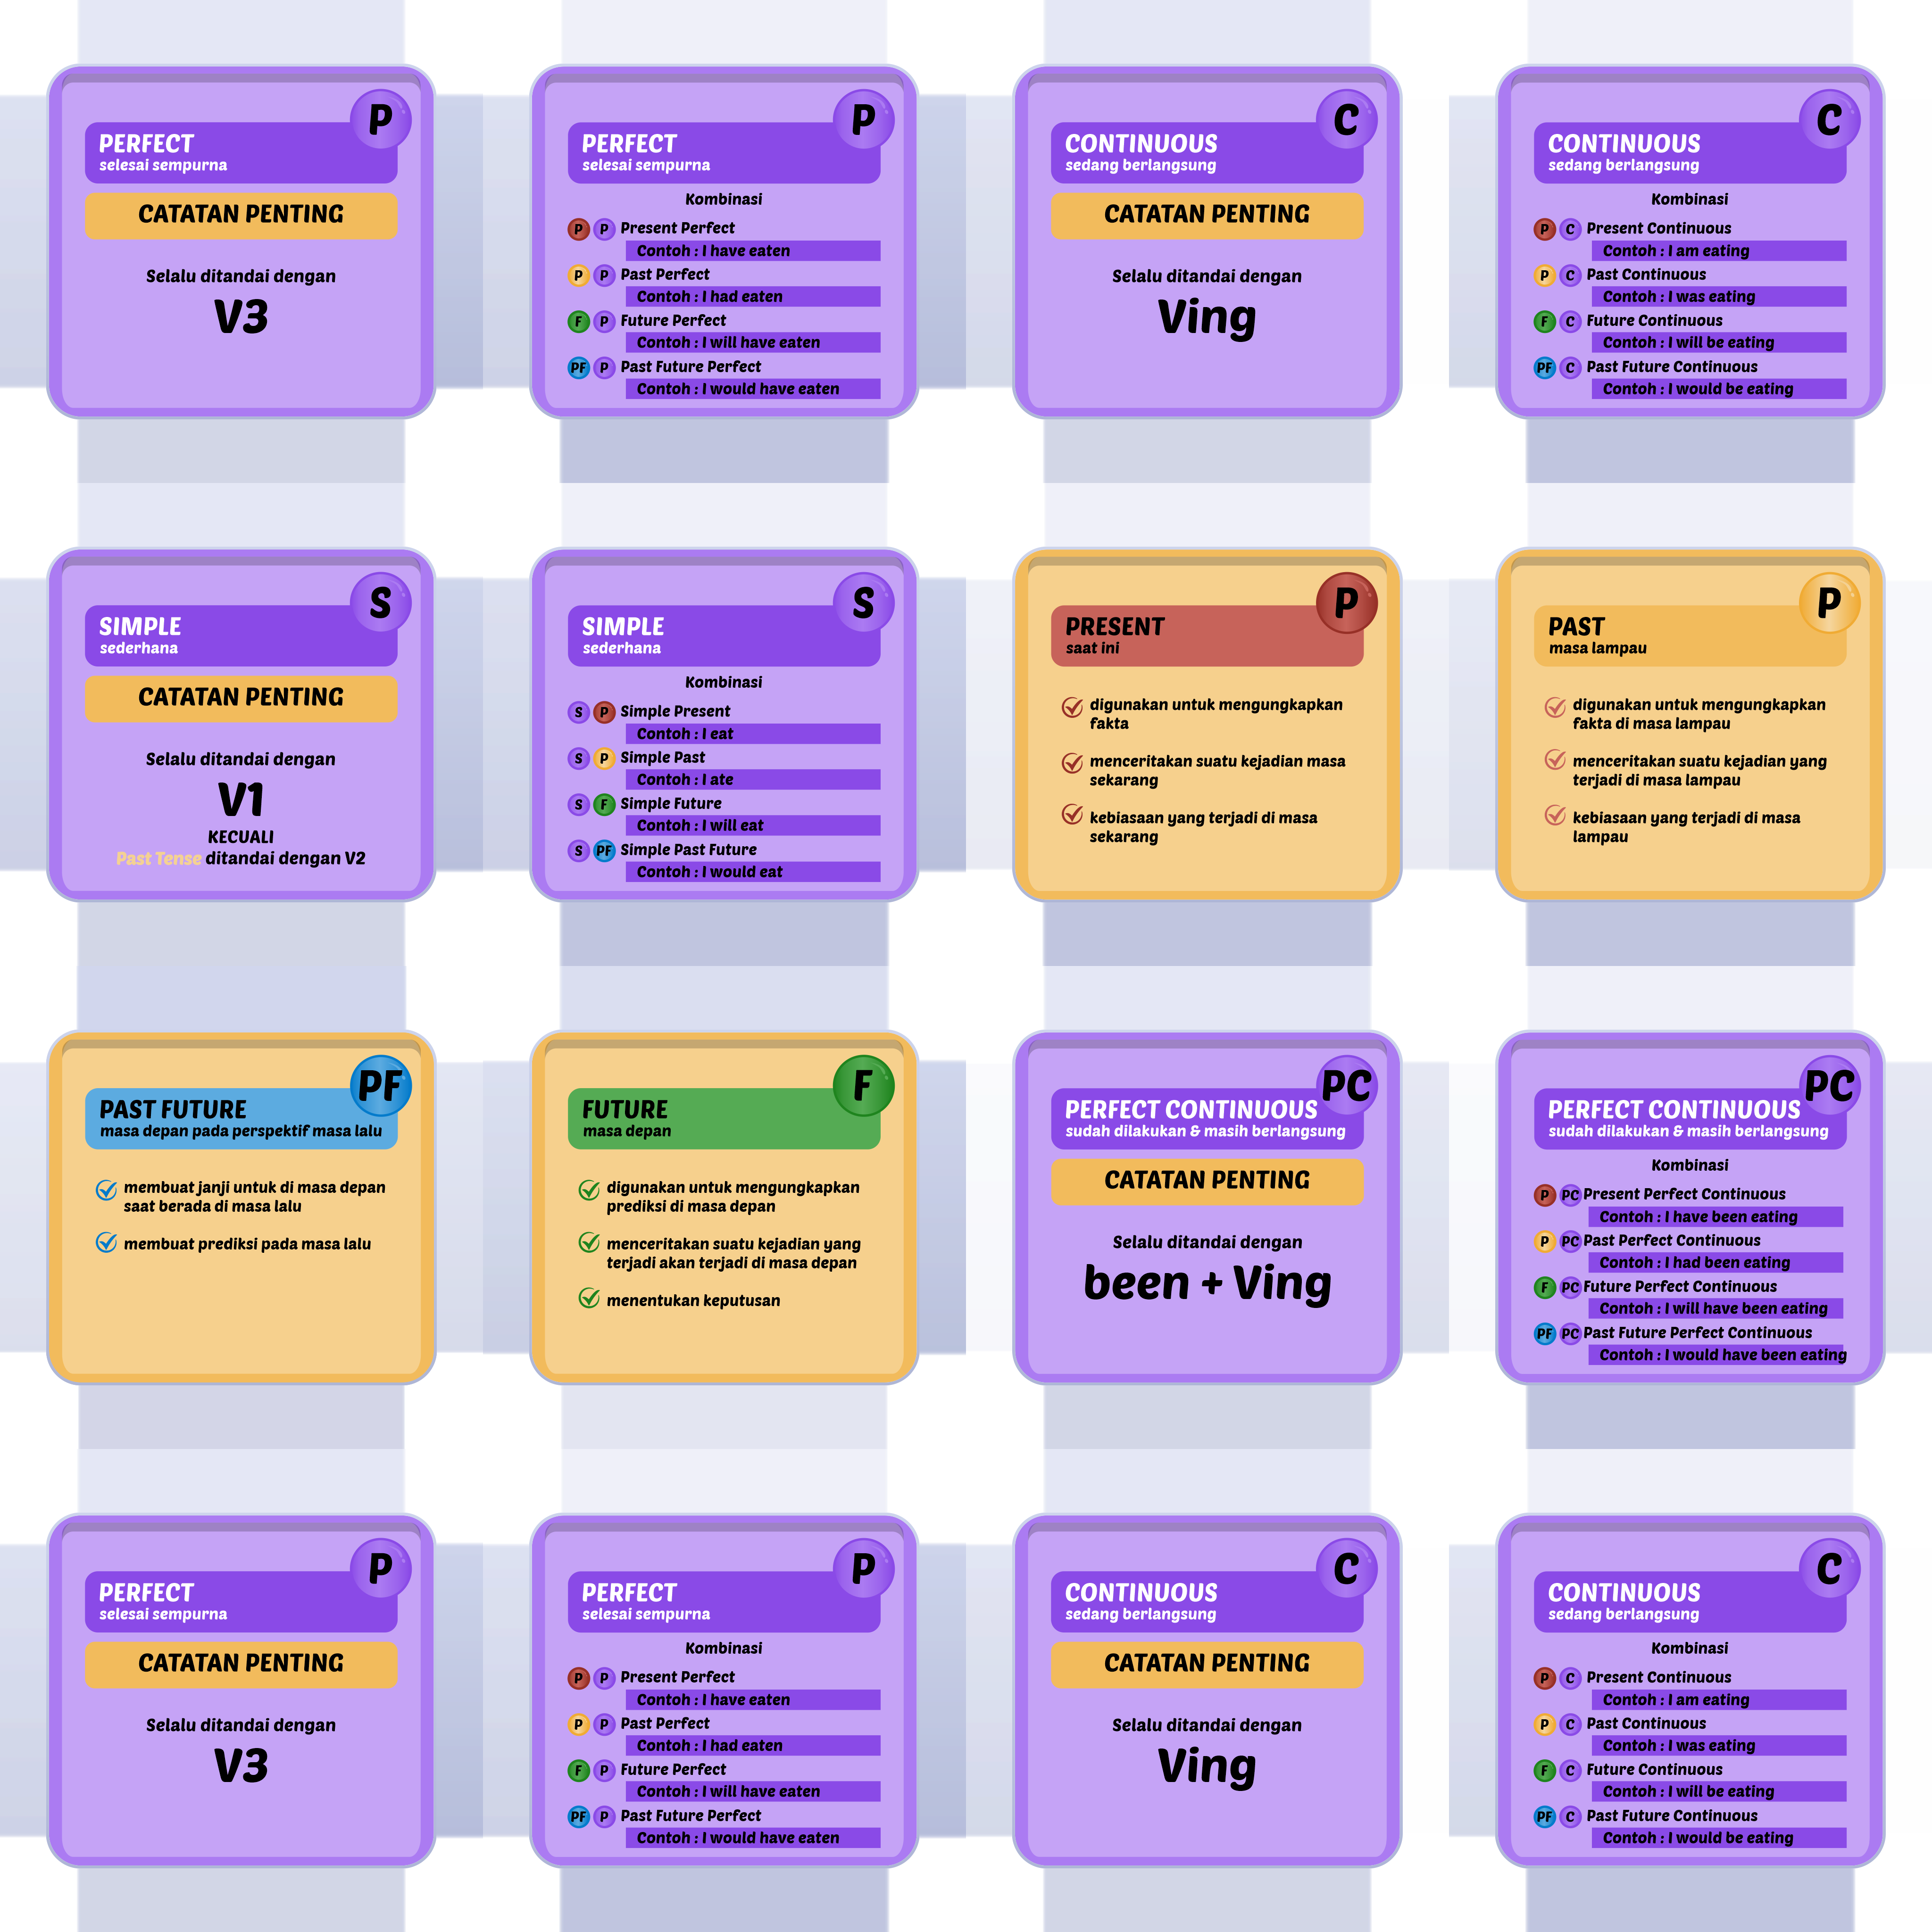 P
PERFECT
selesai sempurna
CATATAN PENTING
Selalu ditandai dengan
V3
P
PERFECT
selesai sempurna
Kombinasi
P P Present Perfect
Contoh : I have eaten
P P Past Perfect
Contoh : I had eaten
F P Future Perfect
Contoh : I will have eaten
PF P Past Future Perfect
Contoh : I would have eaten
C
CONTINUOUS
sedang berlangsung
CATATAN PENTING
Selalu ditandai dengan
Ving
C
CONTINUOUS
sedang berlangsung
Kombinasi
P C Present Continuous
Contoh : I am eating
P C Past Continuous
Contoh : I was eating
F C Future Continuous
Contoh : I will be eating
PF C Past Future Continuous
Contoh : I would be eating
S
SIMPLE
sederhana
CATATAN PENTING
Selalu ditandai dengan
V1
KECUALI
Past Tense ditandai dengan V2
S
SIMPLE
sederhana
Kombinasi
S P Simple Present
Contoh : I eat
S P Simple Past
Contoh : I ate
S F Simple Future
Contoh : I will eat
S PF Simple Past Future
Contoh : I would eat
P
PRESENT
saat ini
digunakan untuk mengungkapkan
fakta
menceritakan suatu kejadian masa
sekarang
kebiasaan yang terjadi di masa
sekarang
P
PAST
masa lampau
digunakan untuk mengungkapkan
fakta di masa lampau
menceritakan suatu kejadian yang
terjadi di masa lampau
kebiasaan yang terjadi di masa
lampau
PF
PAST FUTURE
masa depan pada perspektif masa lalu
membuat janji untuk di masa depan
saat berada di masa lalu
membuat prediksi pada masa lalu
F
FUTURE
masa depan
digunakan untuk mengungkapkan
prediksi di masa depan
menceritakan suatu kejadian yang
terjadi akan terjadi di masa depan
menentukan keputusan
PC
PERFECT CONTINUOUS
sudah dilakukan & masih berlangsung
CATATAN PENTING
Selalu ditandai dengan
been + Ving
PC
PERFECT CONTINUOUS
sudah dilakukan & masih berlangsung
Kombinasi
P PC Present Perfect Continuous
Contoh : I have been eating
P PC Past Perfect Continuous
Contoh : I had been eating
F PC Future Perfect Continuous
Contoh : I will have been eating
PF PC Past Future Perfect Continuous
Contoh : I would have been eating
P
PERFECT
selesai sempurna
CATATAN PENTING
Selalu ditandai dengan
V3
P
PERFECT
selesai sempurna
Kombinasi
P P Present Perfect
Contoh : I have eaten
P P Past Perfect
Contoh : I had eaten
F P Future Perfect
Contoh : I will have eaten
PF P Past Future Perfect
Contoh : I would have eaten
C
CONTINUOUS
sedang berlangsung
CATATAN PENTING
Selalu ditandai dengan
Ving
C
CONTINUOUS
sedang berlangsung
Kombinasi
P C Present Continuous
Contoh : I am eating
P C Past Continuous
Contoh : I was eating
F C Future Continuous
Contoh : I will be eating
PF C Past Future Continuous
Contoh : I would be eating